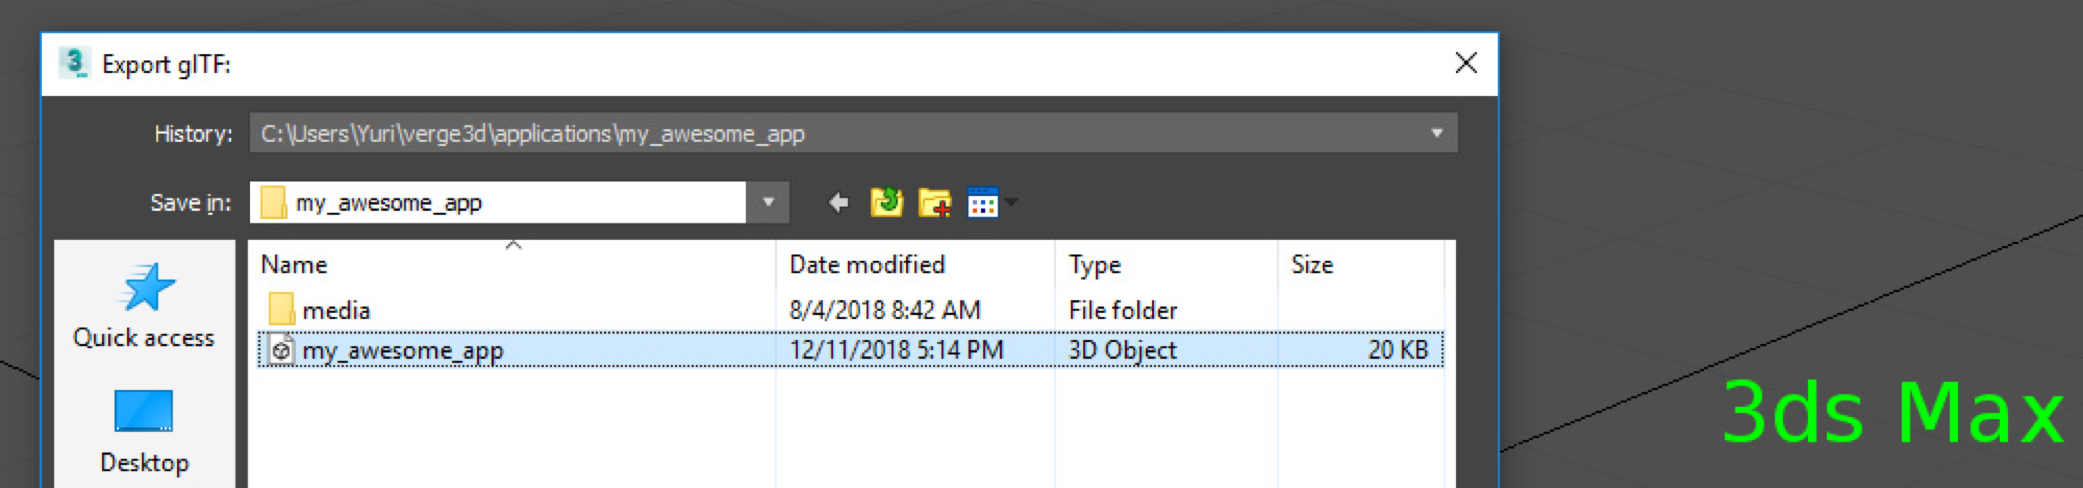 Export glTF:
History: C:\Users\Yuri\verge3d\applications\my_awesome_app
Save in: my_awesome_app
Name Date modified Type Size
media 8/4/2018 8:42 AM File folder
my_awesome_app 12/11/2018 5:14 PM 3D Object 20 KB
Quick access
Desktop
3ds Max